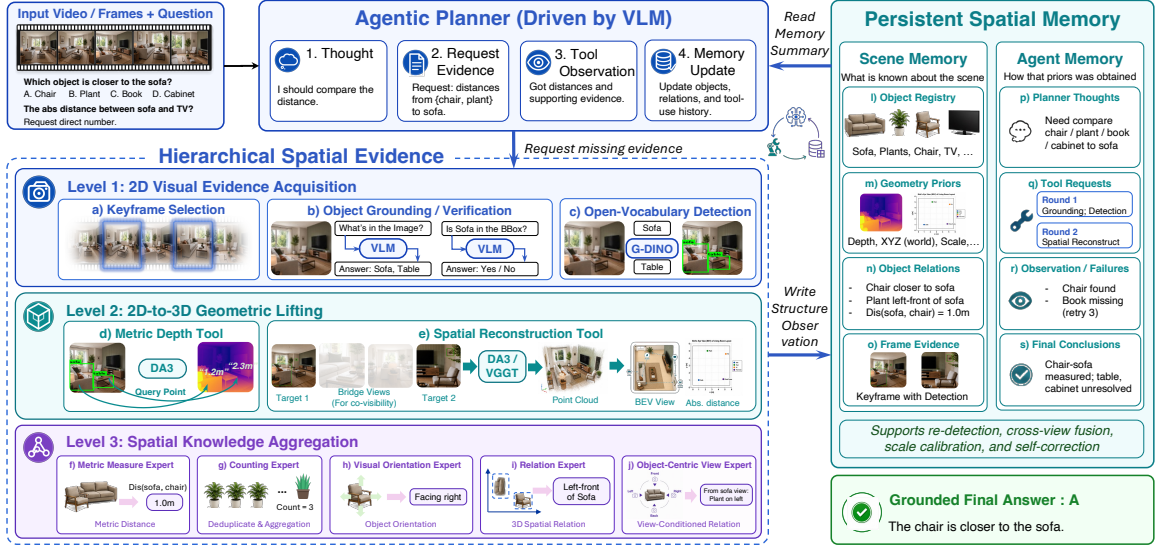 Input Video / Frames + Question
Which object is closer to the sofa?
A. Chair B. Plant C. Book D. Cabinet
The abs distance between sofa and TV?
Request direct number.
Agentic Planner (Driven by VLM)
1. Thought
I should compare the
distance.
2. Request
Evidence
Request: distances
from {chair, plant}
to sofa.
3. Tool
Observation
Got distances and
supporting evidence.
4. Memory
Update
Update objects,
relations, and tool-
use history.
Read
Memory
Summary
Request missing evidence
Hierarchical Spatial Evidence
Level 1: 2D Visual Evidence Acquisition
a) Keyframe Selection
b) Object Grounding / Verification
What's in the Image?
VLM
Answer: Sofa, Table
Is Sofa in the BBox?
VLM
Answer: Yes / No
c) Open-Vocabulary Detection
Sofa
G-DINO
Table
Level 2: 2D-to-3D Geometric Lifting
d) Metric Depth Tool
DA3
Query Point
"1.2m"
"2.3m"
e) Spatial Reconstruction Tool
Target 1
Bridge Views
(For co-visibility)
Target 2
DA3 /
VGGT
Point Cloud
BEV View
Abs. distance
Level 3: Spatial Knowledge Aggregation
f) Metric Measure Expert
Dis(sofa, chair)
1.0m
Metric Distance
g) Counting Expert
...
Count = 3
Deduplicate & Aggregation
h) Visual Orientation Expert
Facing right
Object Orientation
i) Relation Expert
Left-front
of Sofa
3D Spatial Relation
j) Object-Centric View Expert
Front
Left
Right
Back
From sofa view:
Plant on left
View-Conditioned Relation
Write
Structure
Obser
vation
Persistent Spatial Memory
Scene Memory
What is known about the scene
l) Object Registry
Sofa, Plants, Chair, TV, ...
m) Geometry Priors
Depth, XYZ (world), Scale,...
n) Object Relations
- Chair closer to sofa
- Plant left-front of sofa
- Dis(sofa, chair) = 1.0m
o) Frame Evidence
Keyframe with Detection
Agent Memory
How that priors was obtained
p) Planner Thoughts
Need compare
chair / plant / book
/ cabinet to sofa
q) Tool Requests
Round 1
Grounding; Detection
Round 2
Spatial Reconstruct
r) Observation / Failures
- Chair found
- Book missing
(retry 3)
s) Final Conclusions
Chair-sofa
measured; table,
cabinet unresolved
Supports re-detection, cross-view fusion,
scale calibration, and self-correction
Grounded Final Answer : A
The chair is closer to the sofa.